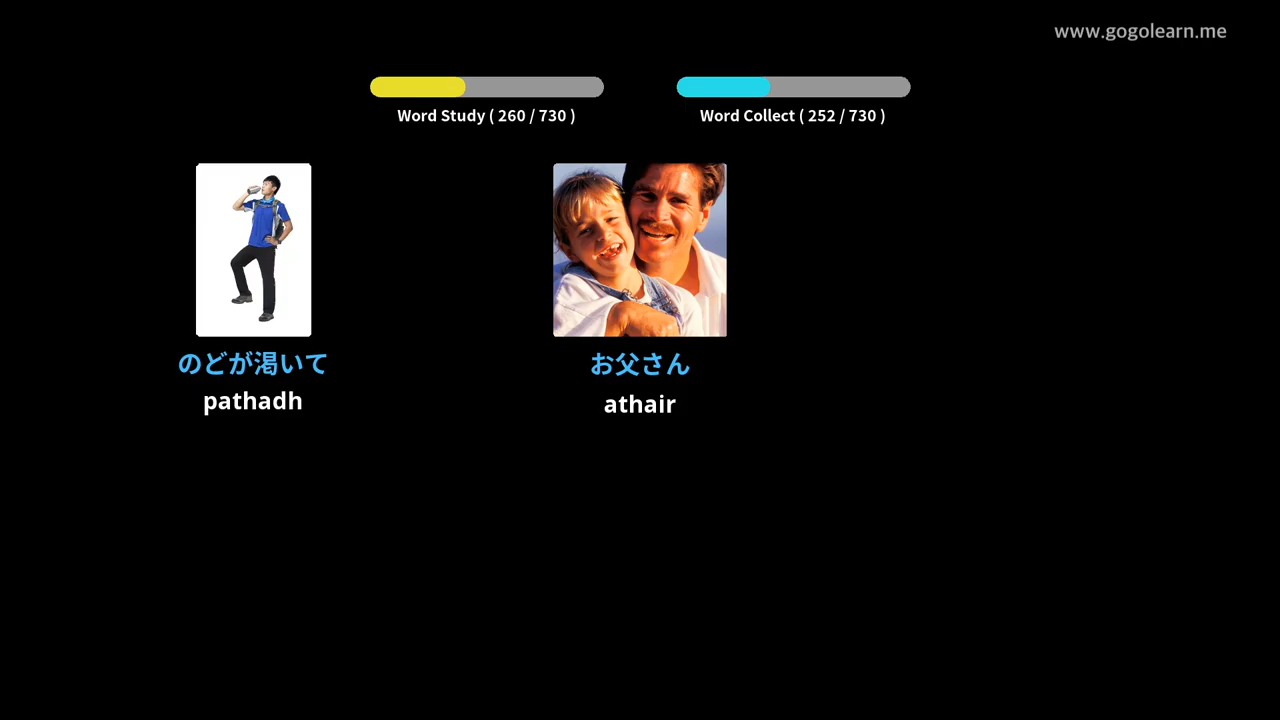 www.gogolearn.me
Word Study ( 260 / 730 )
Word Collect ( 252 / 730 )
のどが渇いて
pathadh
お父さん
athair